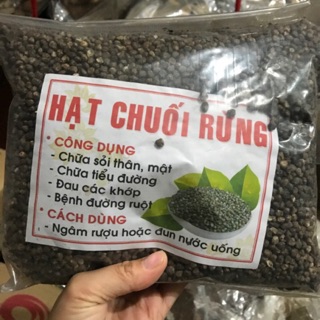 HẠT CHUỐI RỪNG
* CÔNG DỤNG
- Chữa sỏi thân, mật
- Chữa tiểu đường
- Đau các khớp
- Bệnh đường ruột
* CÁCH DÙNG
- Ngâm rượu hoặc đun nước uống